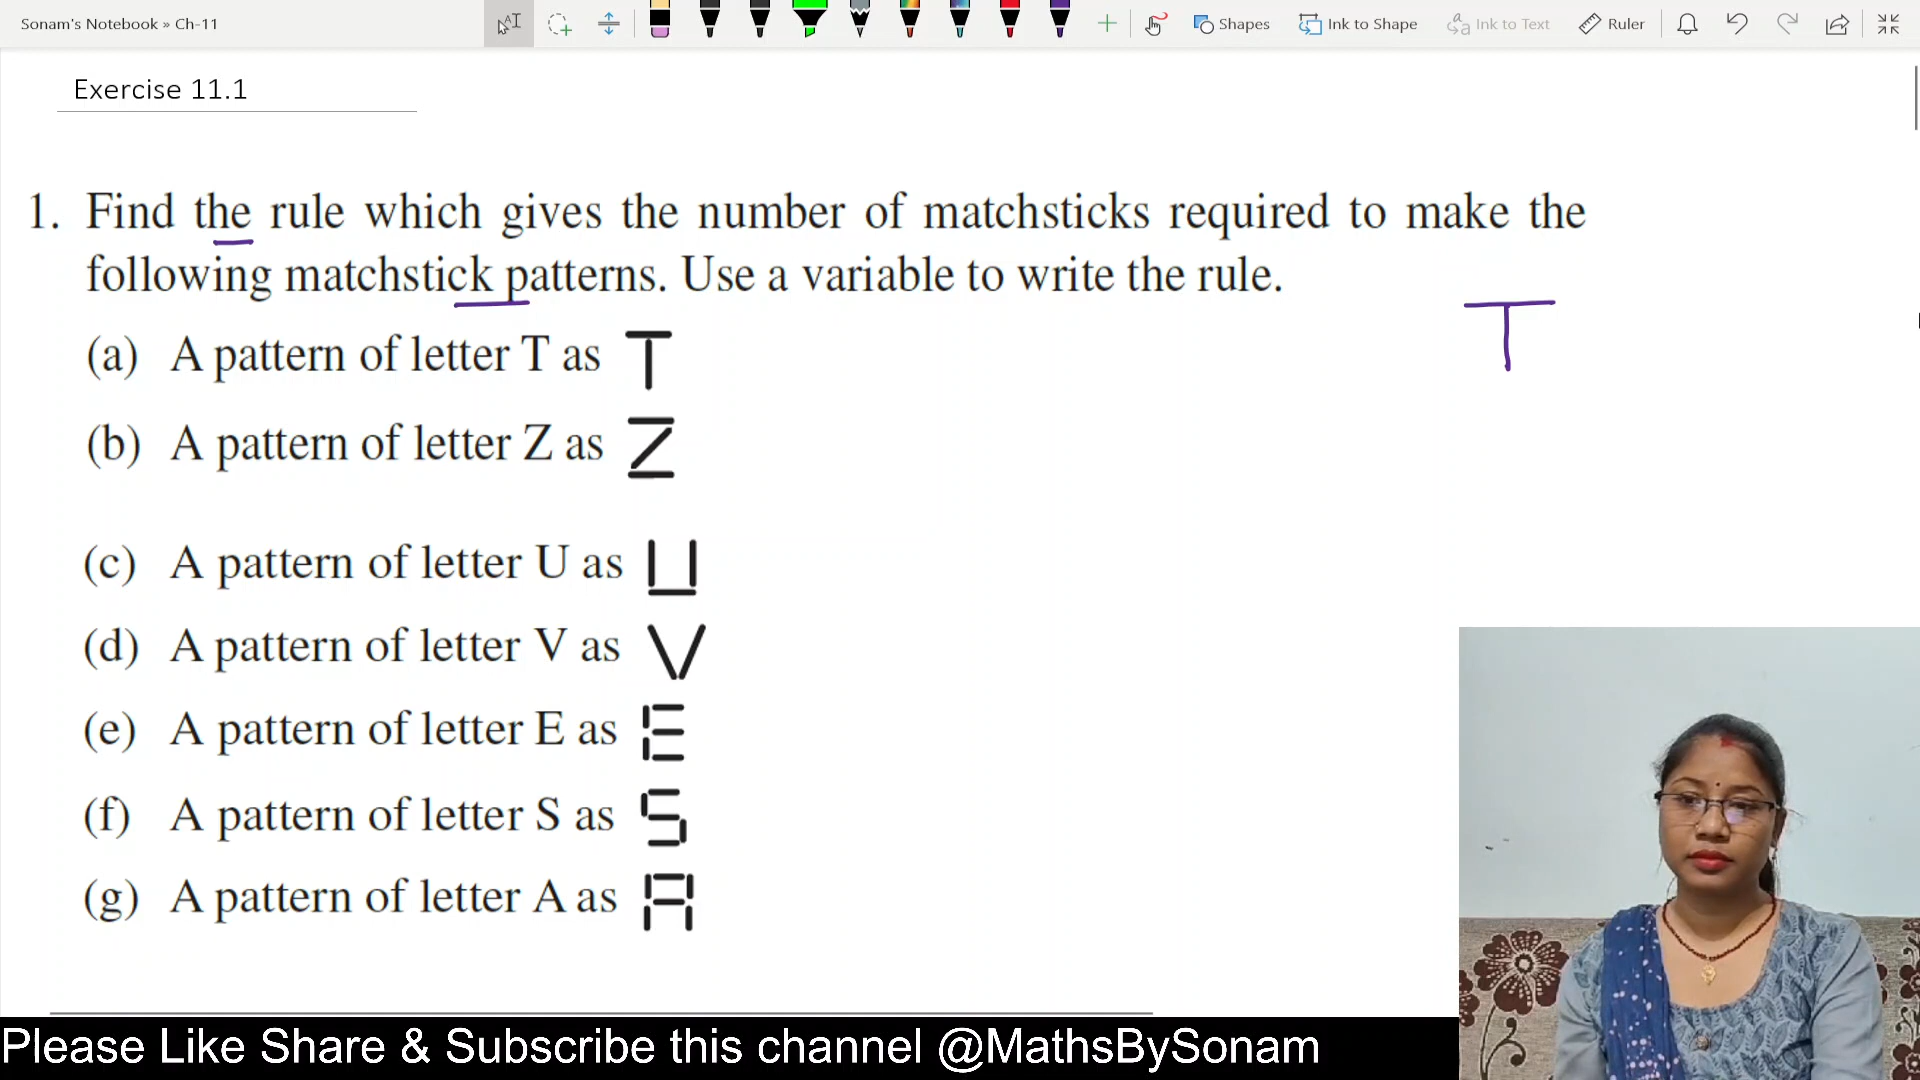 Sonam's Notebook » Ch-11
Shapes
Ink to Shape
Ink to Text
Ruler
Exercise 11.1
1. Find the rule which gives the number of matchsticks required to make the
following matchstick patterns. Use a variable to write the rule.
T
(a) A pattern of letter T as T
(b) A pattern of letter Z as Z
(c) A pattern of letter U as U
(d) A pattern of letter V as V
(e) A pattern of letter E as E
(f) A pattern of letter S as S
(g) A pattern of letter A as A
Please Like Share & Subscribe this channel @MathsBySonam